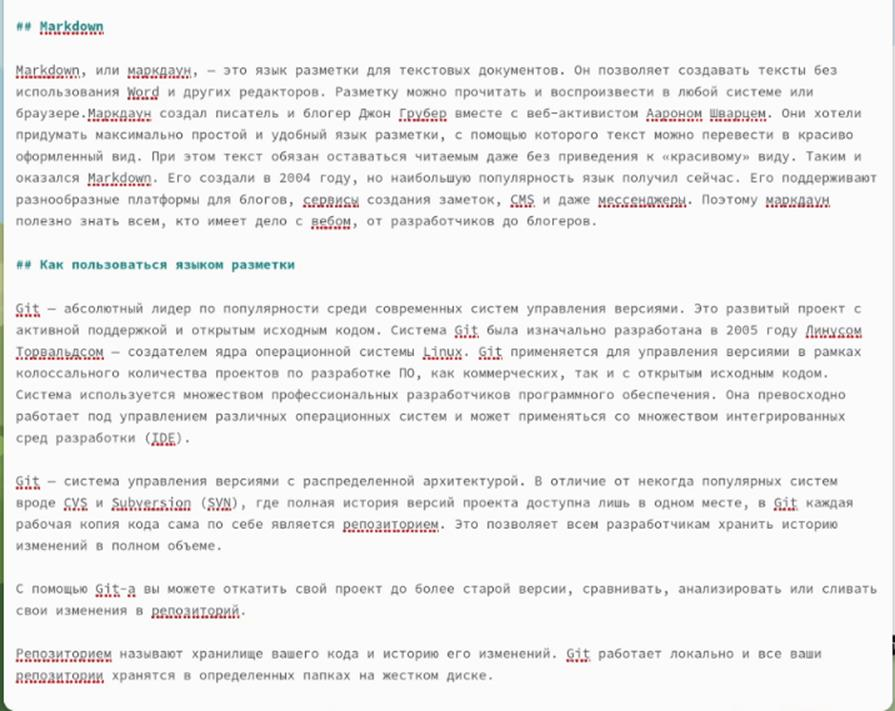 ## Markdown
Markdown, или маркдаун, — это язык разметки для текстовых документов. Он позволяет создавать тексты без
использования Word и других редакторов. Разметку можно прочитать и воспроизвести в любой системе или
браузере.Маркдаун создал писатель и блогер Джон Грубер вместе с веб-активистом Аароном Шварцем. Они хотели
придумать максимально простой и удобный язык разметки, с помощью которого текст можно перевести в красиво
оформленный вид. При этом текст обязан оставаться читаемым даже без приведения к «красивому» виду. Таким и
оказался Markdown. Его создали в 2004 году, но наибольшую популярность язык получил сейчас. Его поддерживают
разнообразные платформы для блогов, сервисы создания заметок, CMS и даже мессенджеры. Поэтому маркдаун
полезно знать всем, кто имеет дело с вебом, от разработчиков до блогеров.
## Как пользоваться языком разметки
Git — абсолютный лидер по популярности среди современных систем управления версиями. Это развитый проект с
активной поддержкой и открытым исходным кодом. Система Git была изначально разработана в 2005 году Линусом
Торвальдсом — создателем ядра операционной системы Linux. Git применяется для управления версиями в рамках
колоссального количества проектов по разработке ПО, как коммерческих, так и с открытым исходным кодом.
Система используется множеством профессиональных разработчиков программного обеспечения. Она превосходно
работает под управлением различных операционных систем и может применяться со множеством интегрированных
сред разработки (IDE).
Git — система управления версиями с распределенной архитектурой. В отличие от некогда популярных систем
вроде CVS и Subversion (SVN), где полная история версий проекта доступна лишь в одном месте, в Git каждая
рабочая копия кода сама по себе является репозиторием. Это позволяет всем разработчикам хранить историю
изменений в полном объеме.
С помощью Git-а вы можете откатить свой проект до более старой версии, сравнивать, анализировать или сливать
свои изменения в репозиторий.
Репозиторием называют хранилище вашего кода и историю его изменений. Git работает локально и все ваши
репозитории хранятся в определенных папках на жестком диске.